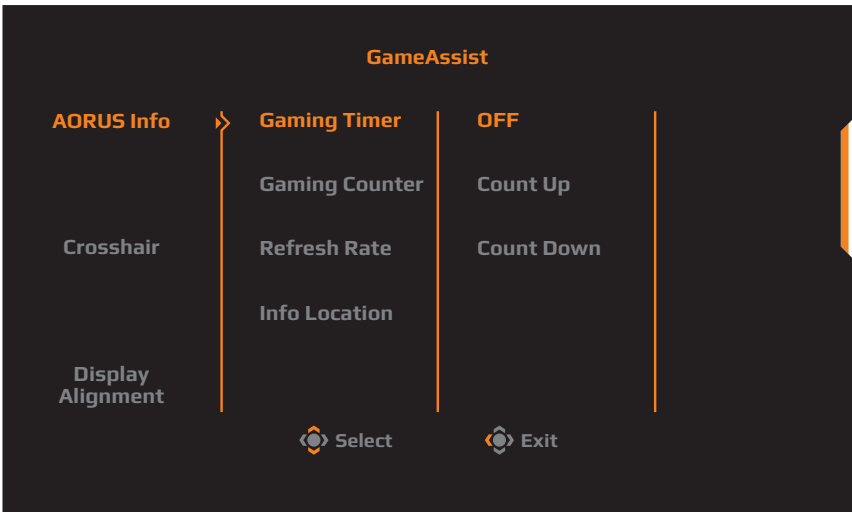 GameAssist
AORUS Info
Gaming Timer
OFF
Gaming Counter
Count Up
Crosshair
Refresh Rate
Count Down
Info Location
Display
Alignment
Select
Exit